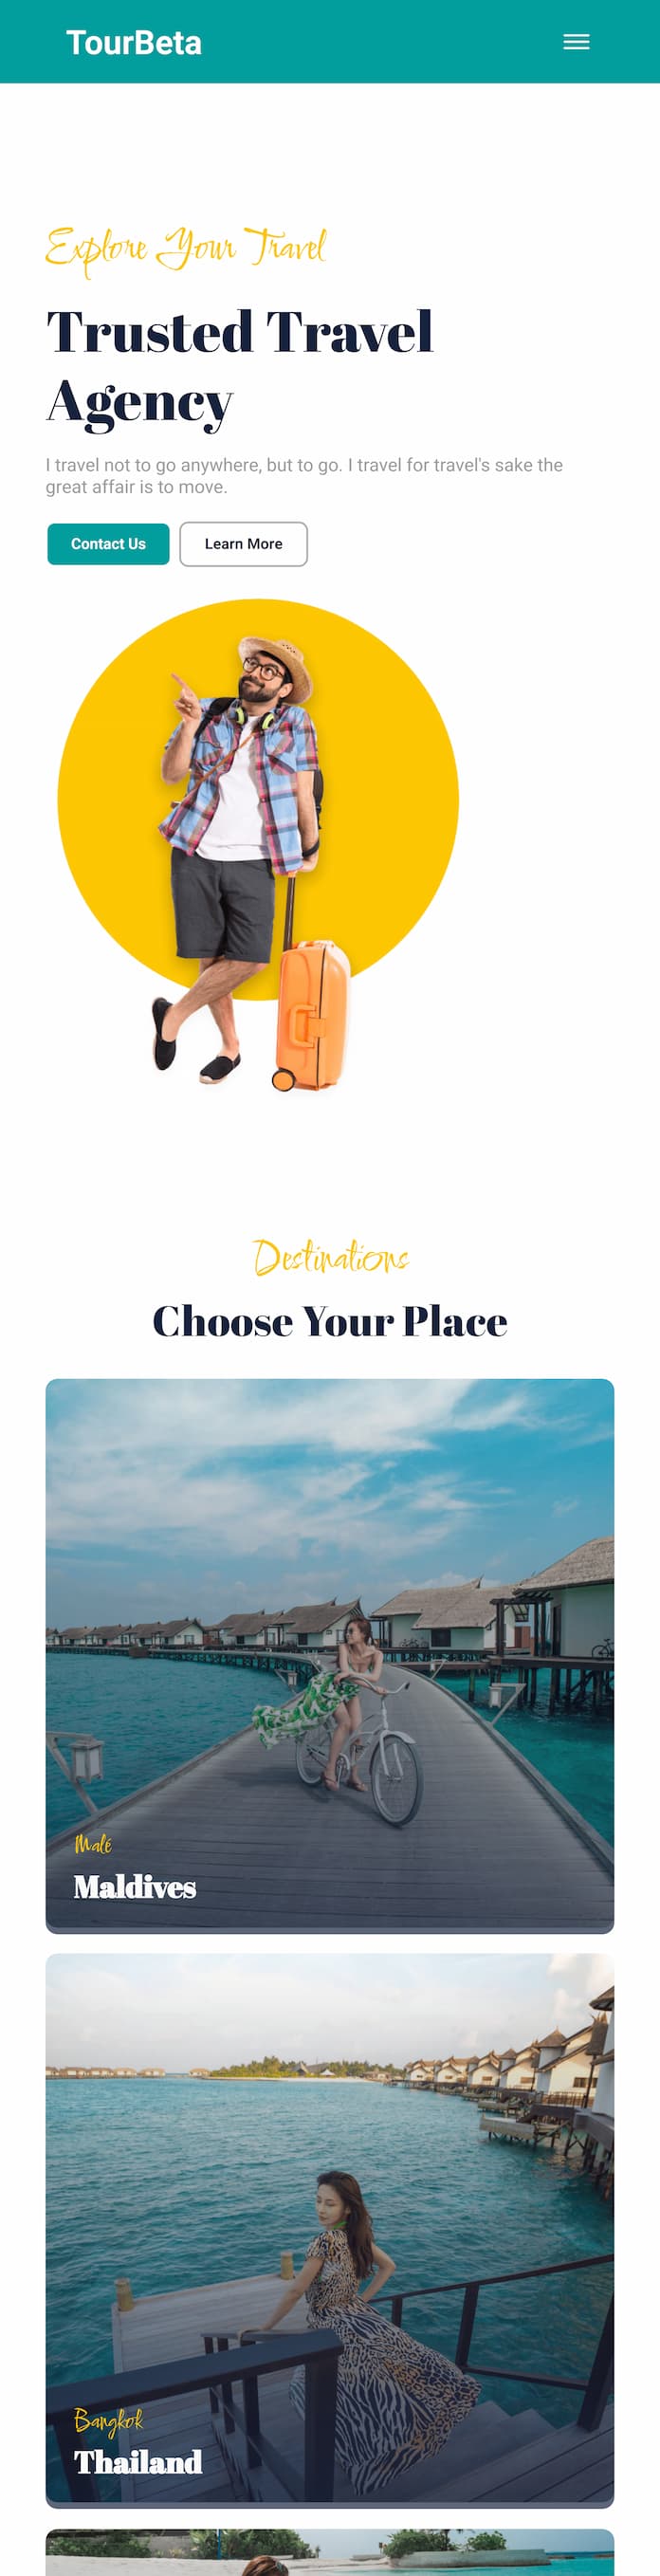 TourBeta
Explore Your Travel
Trusted Travel
Agency
I travel not to go anywhere, but to go. I travel for travel's sake the
great affair is to move.
Contact Us
Learn More
Destinations
Choose Your Place
Malé
Maldives
Bangkok
Thailand